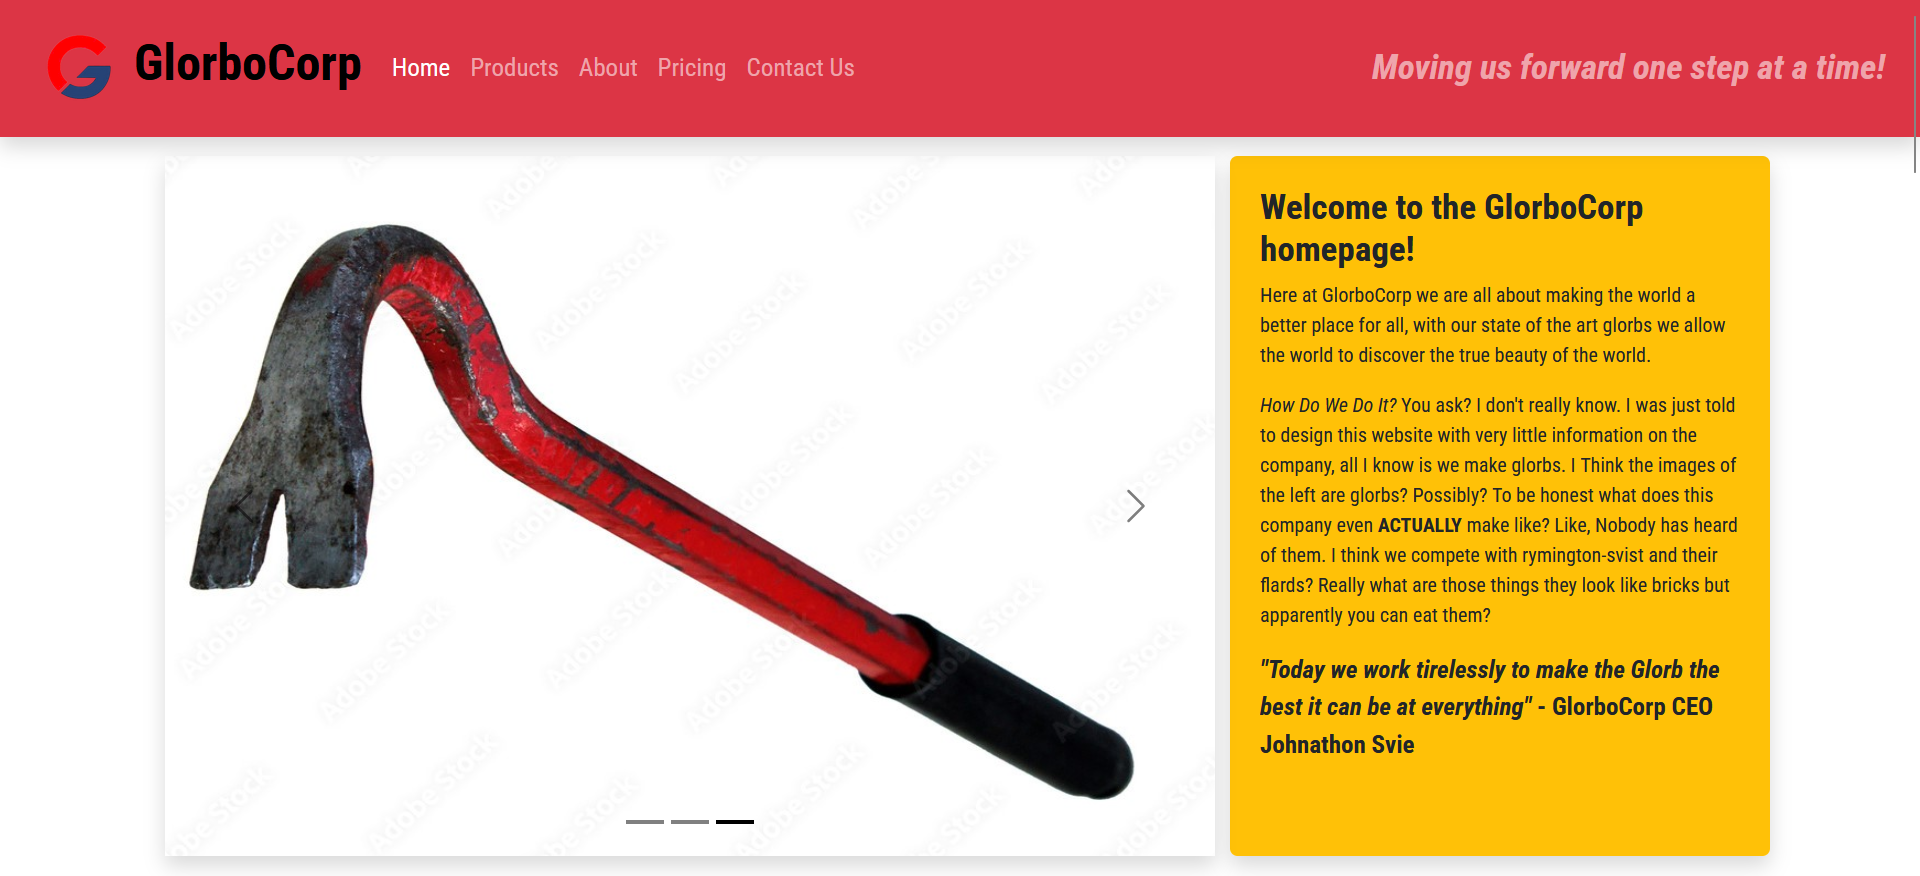 GlorboCorp
Home Products About Pricing Contact Us
Moving us forward one step at a time!
Adobe Stock
Welcome to the GlorboCorp
homepage!
Here at GlorboCorp we are all about making the world a
better place for all, with our state of the art glorbs we allow
the world to discover the true beauty of the world.
How Do We Do It? You ask? I don't really know. I was just told
to design this website with very little information on the
company, all I know is we make glorbs. I Think the images of
the left are glorbs? Possibly? To be honest what does this
company even ACTUALLY make like? Like, Nobody has heard
of them. I think we compete with rymington-svist and their
flards? Really what are those things they look like bricks but
apparently you can eat them?
"Today we work tirelessly to make the Glorb the
best it can be at everything" - GlorboCorp CEO
Johnathon Svie